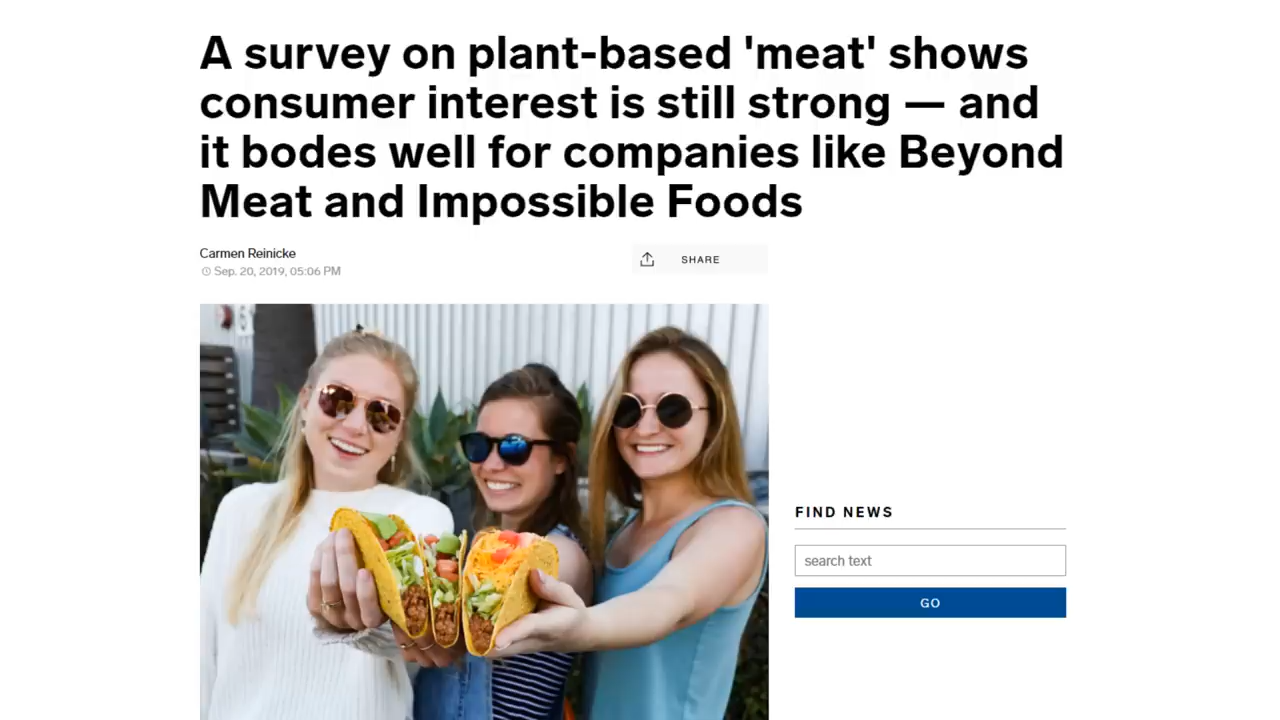 A survey on plant-based 'meat' shows
consumer interest is still strong — and
it bodes well for companies like Beyond
Meat and Impossible Foods
Carmen Reinicke
Sep. 20, 2019, 05:06 PM
SHARE
FIND NEWS
search text
GO